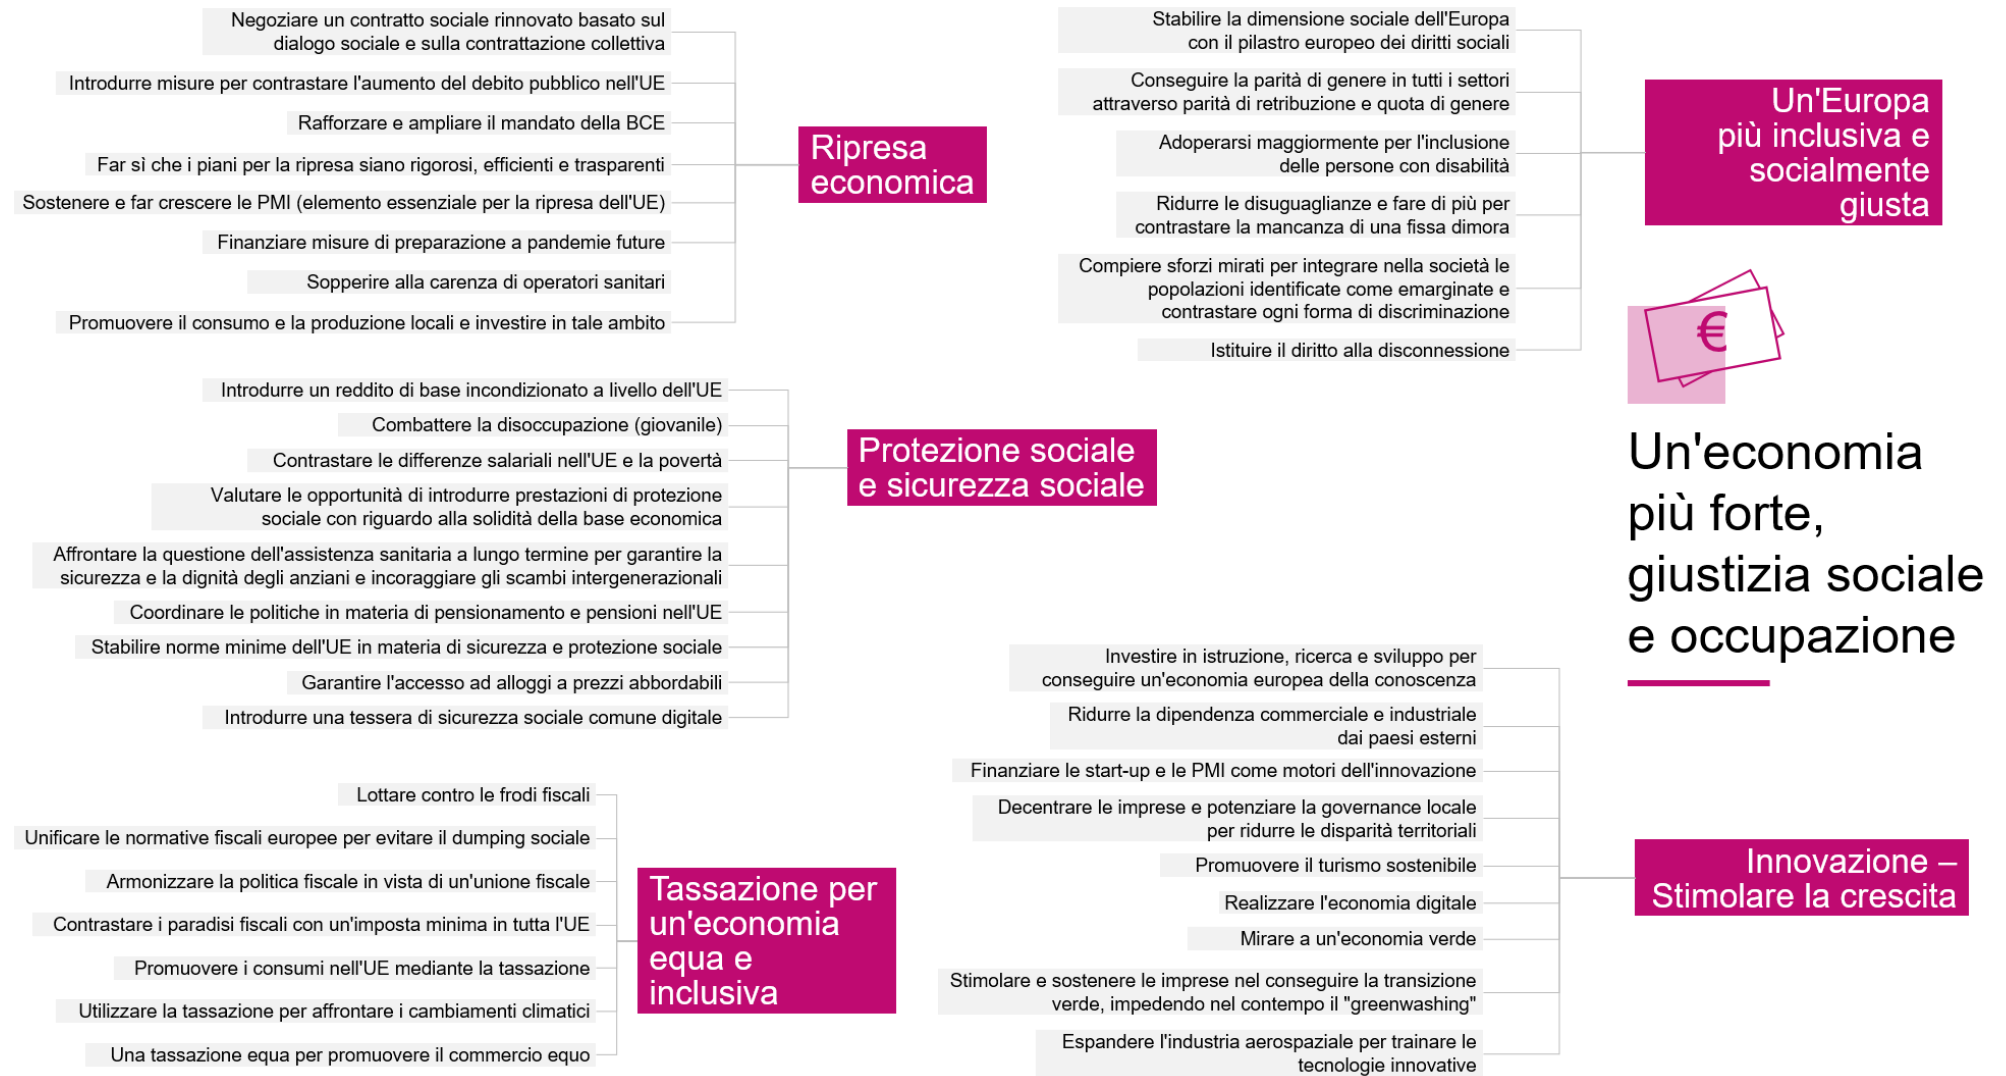 Negoziare un contratto sociale rinnovato basato sul
dialogo sociale e sulla contrattazione collettiva
Introdurre misure per contrastare l'aumento del debito pubblico nell'UE
Rafforzare e ampliare il mandato della BCE
Far sì che i piani per la ripresa siano rigorosi, efficienti e trasparenti
Sostenere e far crescere le PMI (elemento essenziale per la ripresa dell'UE)
Finanziare misure di preparazione a pandemie future
Sopperire alla carenza di operatori sanitari
Promuovere il consumo e la produzione locali e investire in tale ambito
Ripresa
economica
Stabilire la dimensione sociale dell'Europa
con il pilastro europeo dei diritti sociali
Conseguire la parità di genere in tutti i settori
attraverso parità di retribuzione e quota di genere
Adoperarsi maggiormente per l'inclusione
delle persone con disabilità
Ridurre le disuguaglianze e fare di più per
contrastare la mancanza di una fissa dimora
Compiere sforzi mirati per integrare nella società le
popolazioni identificate come emarginate e
contrastare ogni forma di discriminazione
Istituire il diritto alla disconnessione
Un'Europa
più inclusiva e
socialmente
giusta
€
Un'economia
più forte,
giustizia sociale
e occupazione
Introdurre un reddito di base incondizionato a livello dell'UE
Combattere la disoccupazione (giovanile)
Contrastare le differenze salariali nell'UE e la povertà
Valutare le opportunità di introdurre prestazioni di protezione
sociale con riguardo alla solidità della base economica
Affrontare la questione dell'assistenza sanitaria a lungo termine per garantire la
sicurezza e la dignità degli anziani e incoraggiare gli scambi intergenerazionali
Coordinare le politiche in materia di pensionamento e pensioni nell'UE
Stabilire norme minime dell'UE in materia di sicurezza e protezione sociale
Garantire l'accesso ad alloggi a prezzi abbordabili
Introdurre una tessera di sicurezza sociale comune digitale
Protezione sociale
e sicurezza sociale
Lottare contro le frodi fiscali
Unificare le normative fiscali europee per evitare il dumping sociale
Armonizzare la politica fiscale in vista di un'unione fiscale
Contrastare i paradisi fiscali con un'imposta minima in tutta l'UE
Promuovere i consumi nell'UE mediante la tassazione
Utilizzare la tassazione per affrontare i cambiamenti climatici
Una tassazione equa per promuovere il commercio equo
Tassazione per
un'economia
equa e
inclusiva
Investire in istruzione, ricerca e sviluppo per
conseguire un'economia europea della conoscenza
Ridurre la dipendenza commerciale e industriale
dai paesi esterni
Finanziare le start-up e le PMI come motori dell'innovazione
Decentrare le imprese e potenziare la governance locale
per ridurre le disparità territoriali
Promuovere il turismo sostenibile
Realizzare l'economia digitale
Mirare a un'economia verde
Stimolare e sostenere le imprese nel conseguire la transizione
verde, impedendo nel contempo il "greenwashing"
Espandere l'industria aerospaziale per trainare le
tecnologie innovative
Innovazione –
Stimolare la crescita